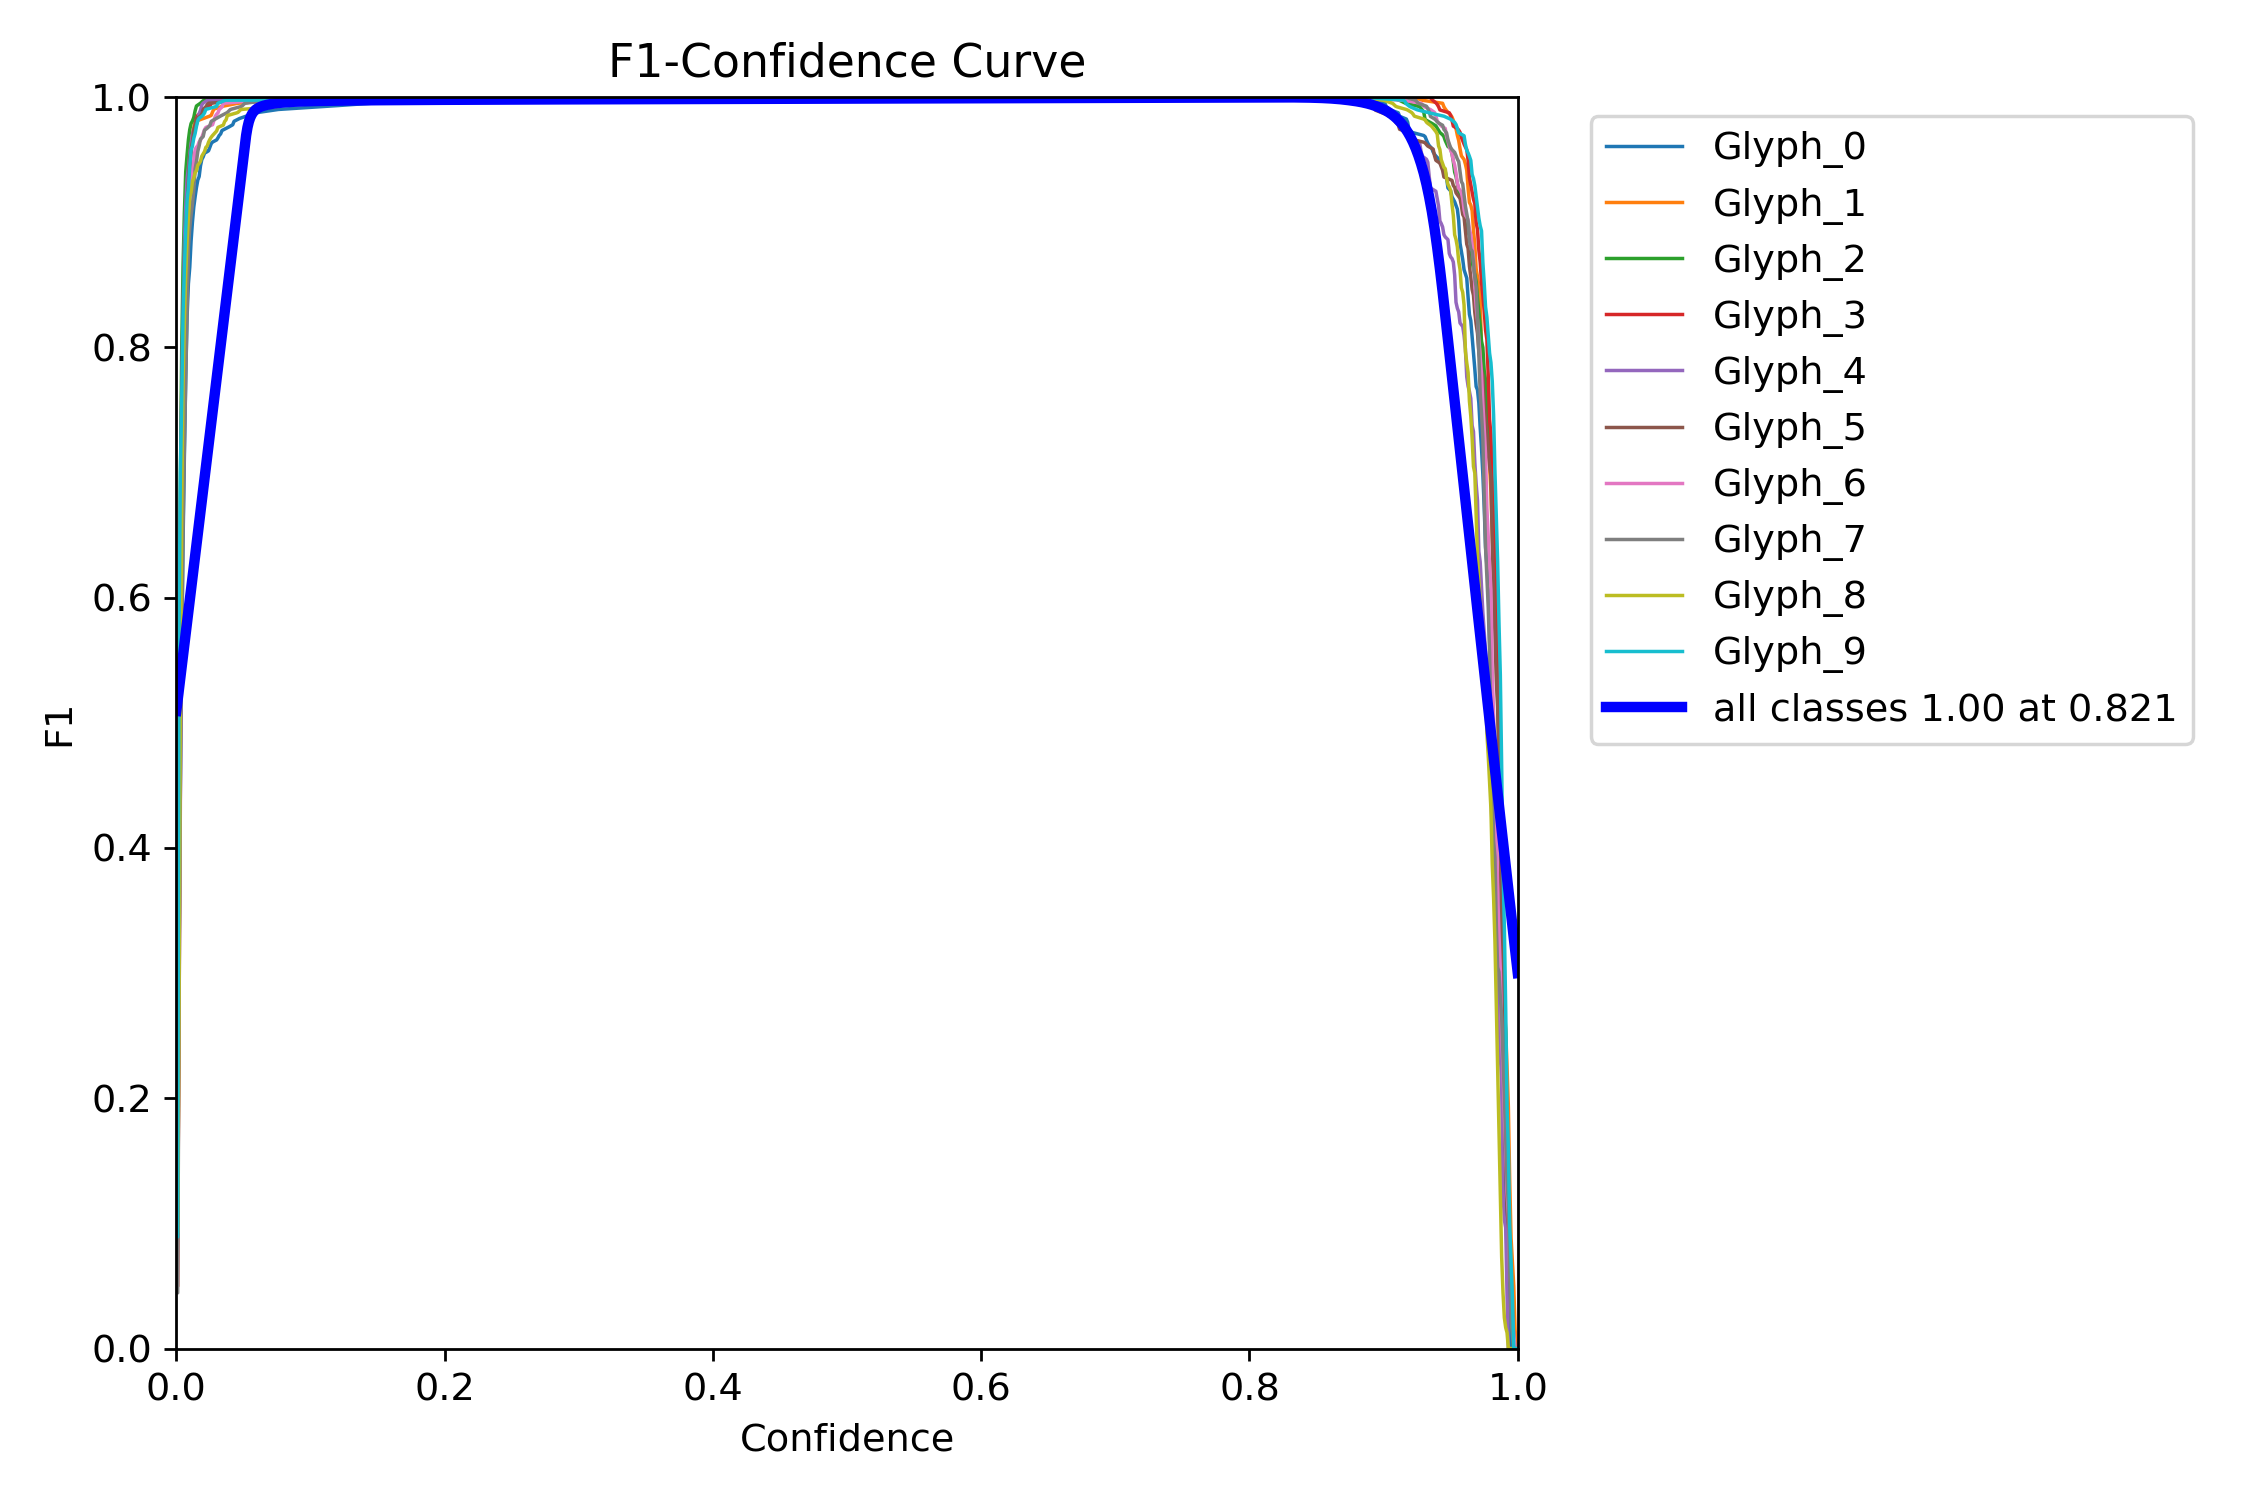 F1-Confidence Curve
1.0
0.8
0.6
0.4
0.2
0.0
F1
0.0 0.2 0.4 0.6 0.8 1.0
Confidence
Glyph_0
Glyph_1
Glyph_2
Glyph_3
Glyph_4
Glyph_5
Glyph_6
Glyph_7
Glyph_8
Glyph_9
all classes 1.00 at 0.821